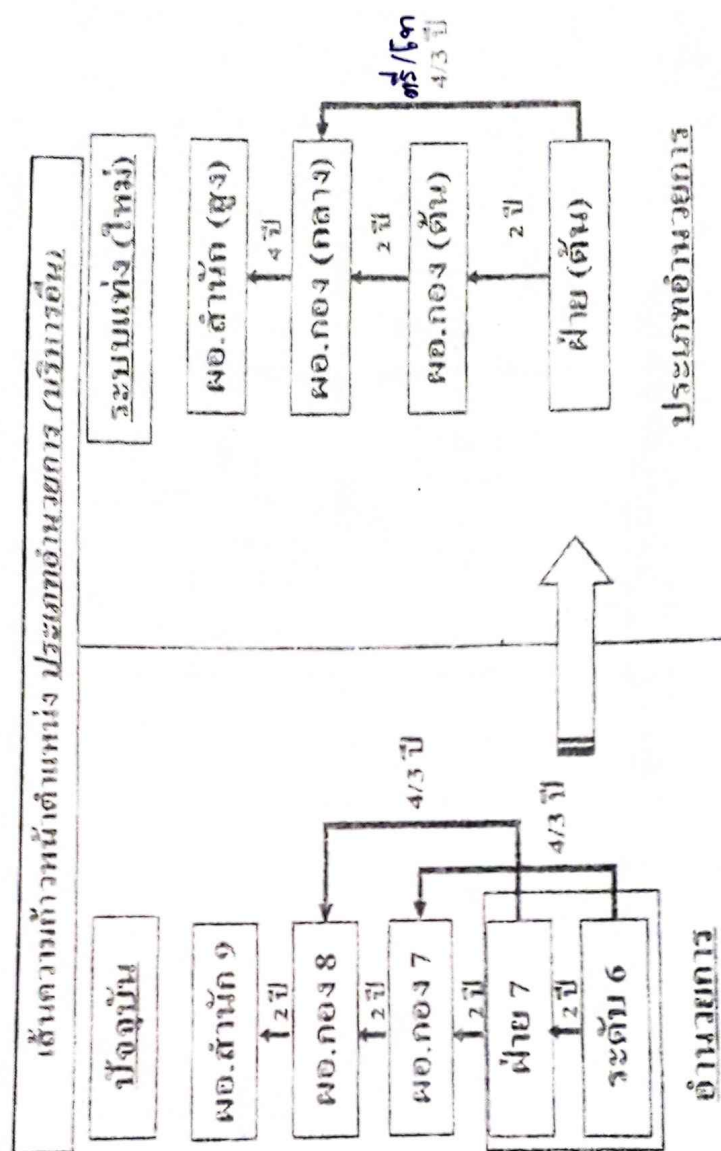 เส้นความก้าวหน้าตำแหน่ง ประเภทอำนวยการ (บริหารอื่น)
ปัจจุบัน
ผอ.สำนัก 9
2 ปี
ผอ.กอง 8
2 ปี
ผอ.กอง 7
2 ปี
ฝ่าย 7
2 ปี
ระดับ 6
4/3 ปี
4/3 ปี
อำนวยการ
ระบบแท่ง (ใหม่)
ผอ.สำนัก (สูง)
4 ปี
ผอ.กอง (กลาง)
2 ปี
ผอ.กอง (ต้น)
2 ปี
ฝ่าย (ต้น)
ตรี/โท
4/3 ปี
ประเภทอำนวยการ